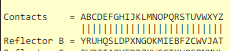 Contacts = ABCDEFGHIJKLMNOPQRSTUVWXYZ
||||||||||||||||||||||||||
Reflector B = YRUHQSLDPXNGOKMIEBFZCWVJAT